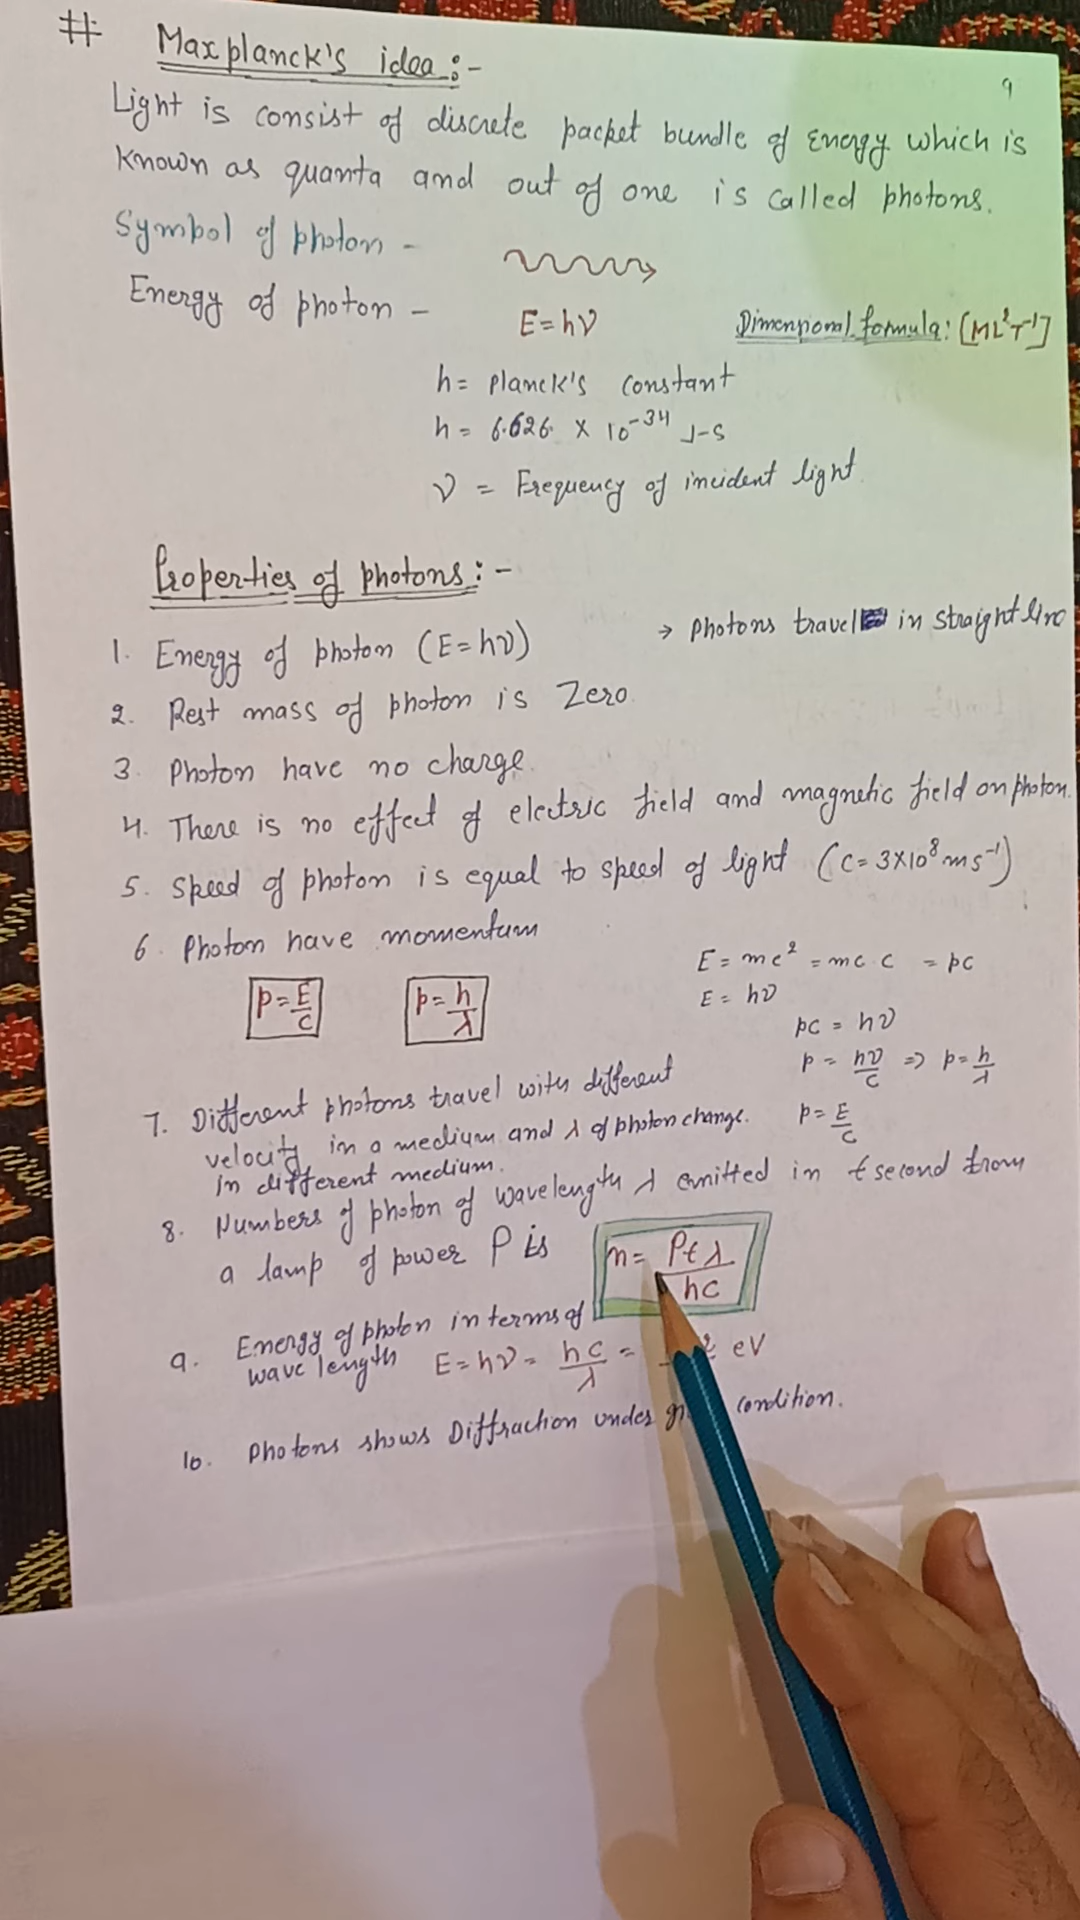 # Maxplanck's idea :-
9
Light is consist of discrete packet bundle of Energy which is
known as quanta and out of one is called photons.
Symbol of photon -
Energy of photon -
E = hν
Dimensional formula: [ML²T⁻¹]
h = Planck's constant
h = 6.626 × 10⁻³⁴ J-S
ν = Frequency of incident light
Properties of photons :-
1. Energy of photon (E = hν)
→ photons travel in straight line
2. Rest mass of photon is Zero.
3. Photon have no charge.
4. There is no effect of electric field and magnetic field on photon.
5. Speed of photon is equal to speed of light (C = 3×10⁸ ms⁻¹)
6. Photon have momentum
p = E/C p = h/λ
E = mc² = mc.c = pc
E = hν
pc = hν
p = hν/c ⇒ p = h/λ
p = E/C
7. Different photons travel with different
velocity in a medium and λ of photon change.
in different medium.
8. Numbers of photon of wavelength λ emitted in t second from
a lamp of power P is n = Ptλ/hc
9. Energy of photon in terms of
wave length E = hν = hc/λ = eV
10. Photons shows Diffraction under condition.